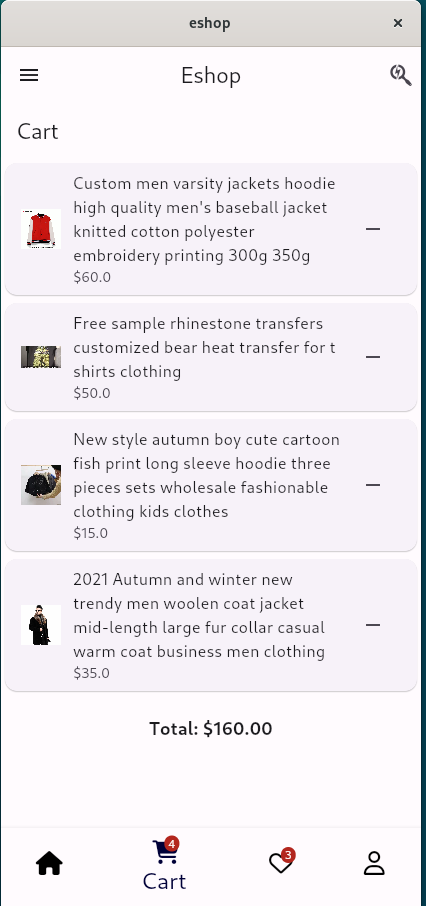 eshop
Eshop
Cart
Custom men varsity jackets hoodie
high quality men's baseball jacket
knitted cotton polyester
embroidery printing 300g 350g
$60.0
Free sample rhinestone transfers
customized bear heat transfer for t
shirts clothing
$50.0
New style autumn boy cute cartoon
fish print long sleeve hoodie three
pieces sets wholesale fashionable
clothing kids clothes
$15.0
2021 Autumn and winter new
trendy men woolen coat jacket
mid-length large fur collar casual
warm coat business men clothing
$35.0
Total: $160.00
4
3
Cart